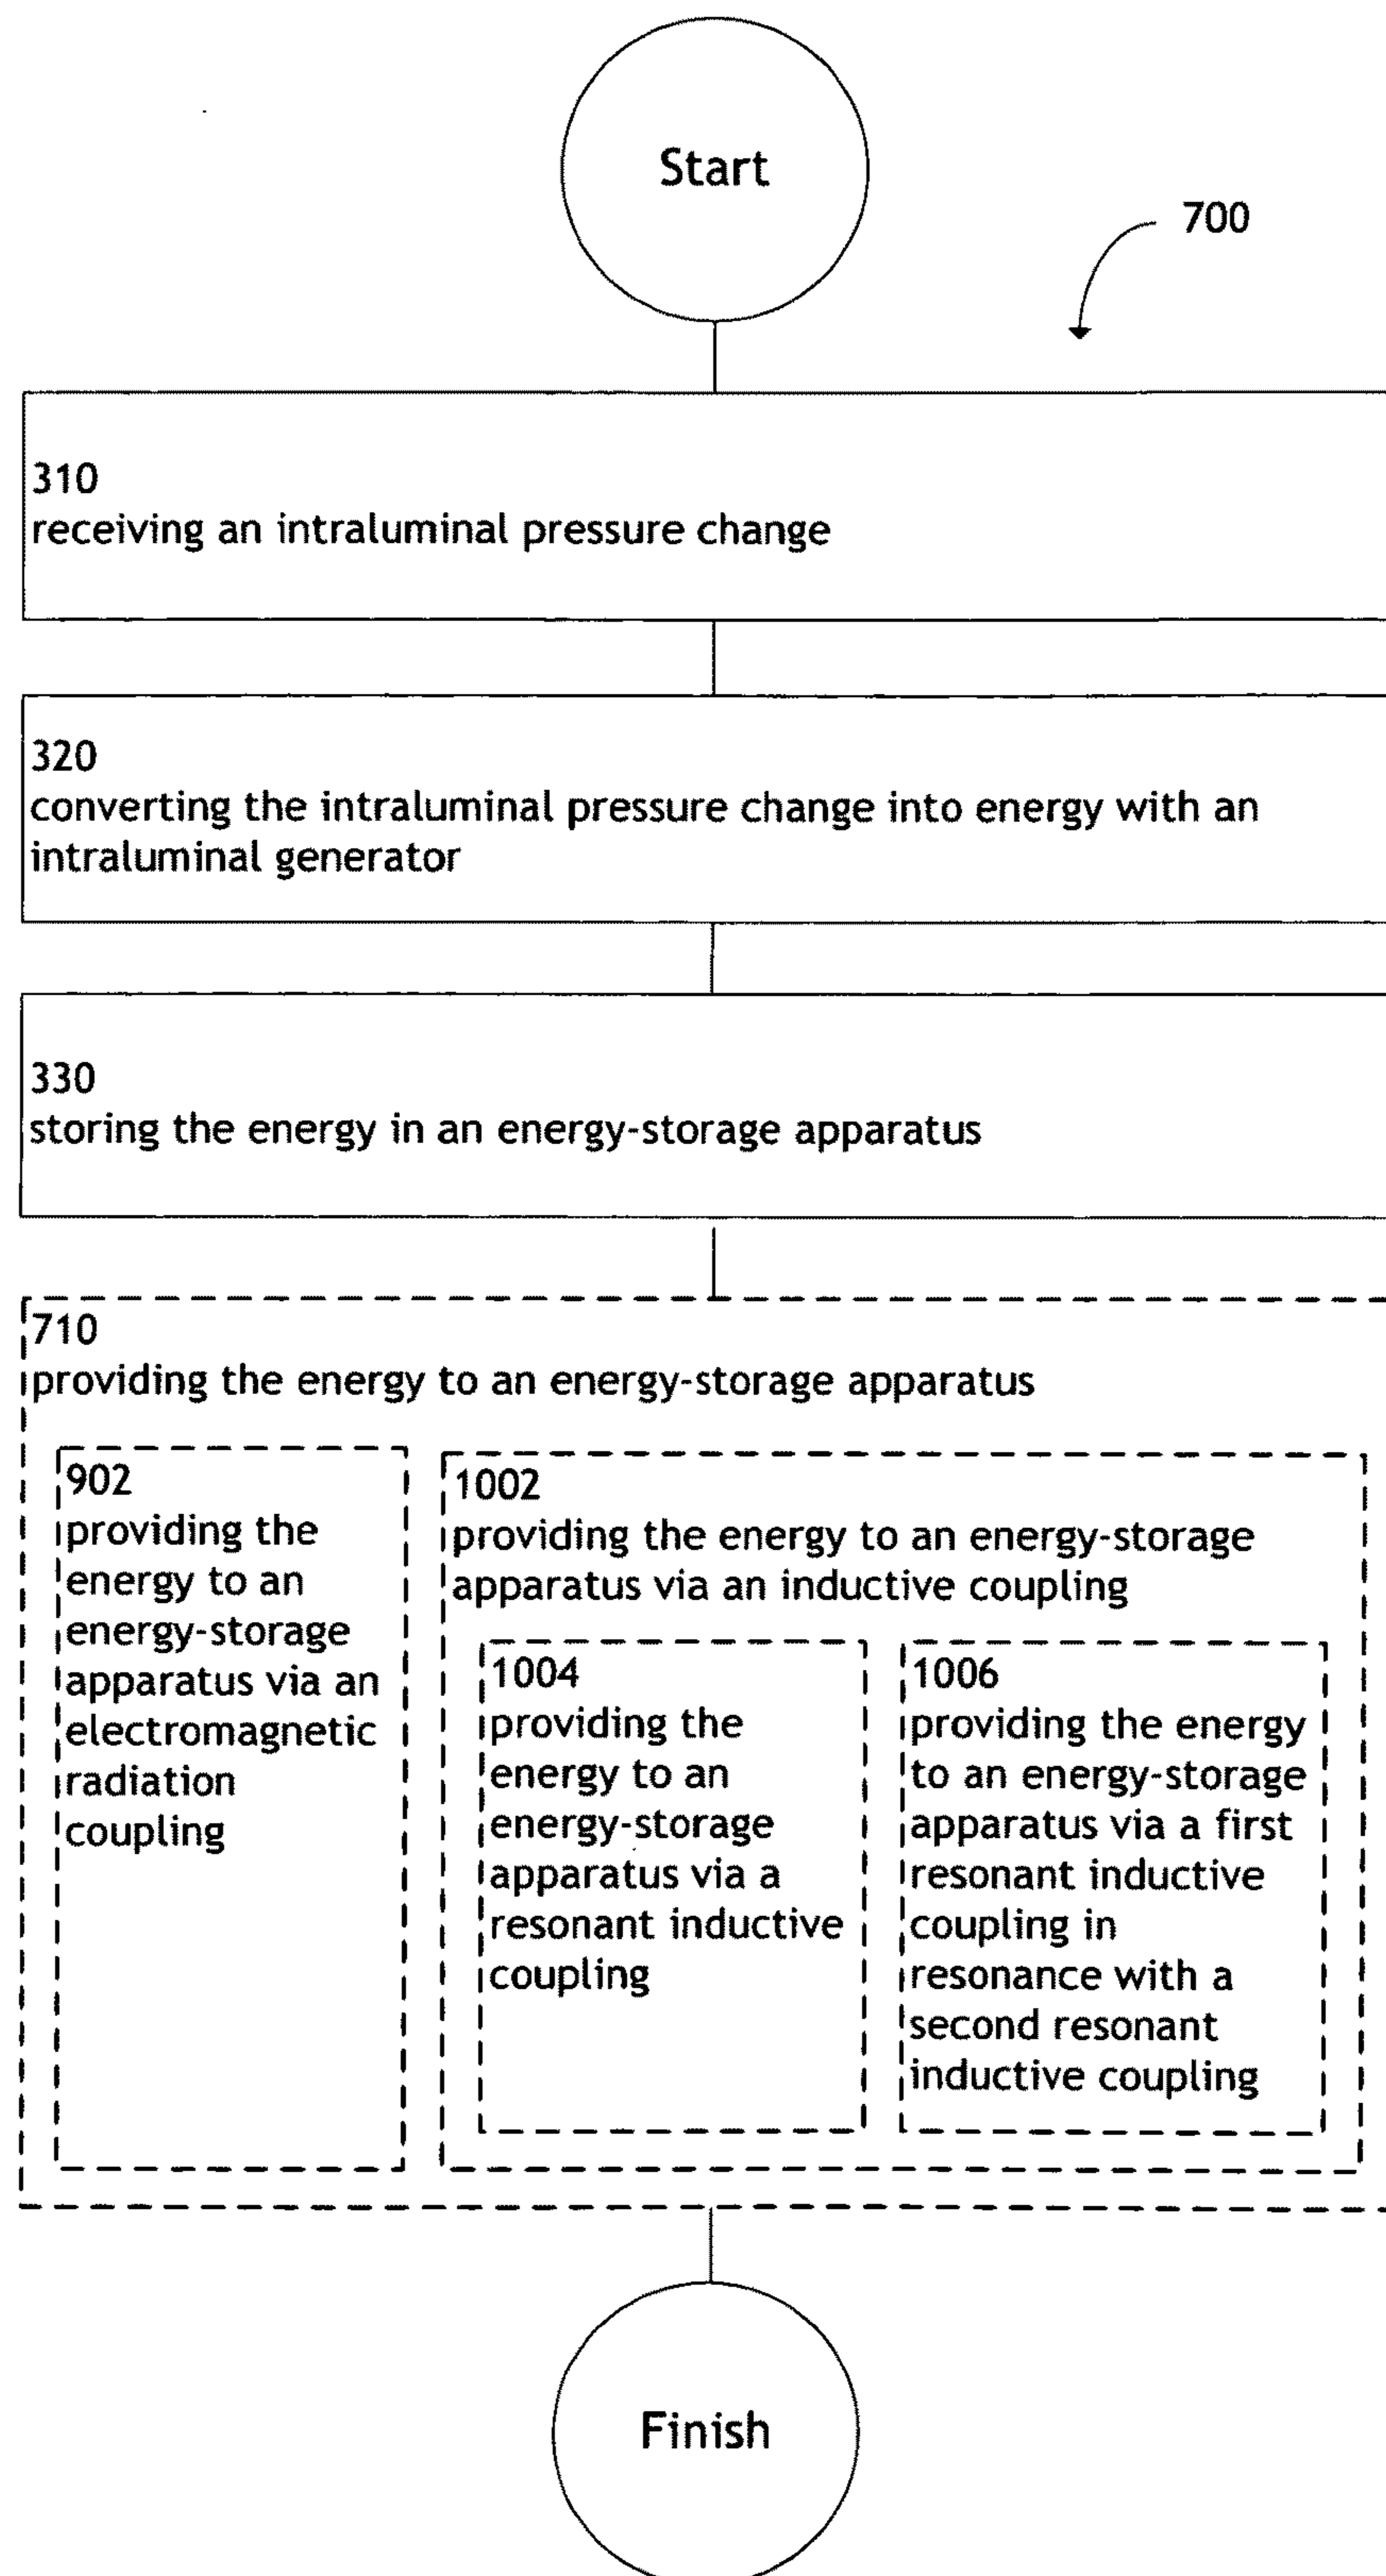 Start
700
310
receiving an intraluminal pressure change
320
converting the intraluminal pressure change into energy with an
intraluminal generator
330
storing the energy in an energy-storage apparatus
710
providing the energy to an energy-storage apparatus
902
providing the
energy to an
energy-storage
apparatus via an
electromagnetic
radiation
coupling
1002
providing the energy to an energy-storage
apparatus via an inductive coupling
1004
providing the
energy to an
energy-storage
apparatus via a
resonant inductive
coupling
1006
providing the energy
to an energy-storage
apparatus via a first
resonant inductive
coupling in
resonance with a
second resonant
inductive coupling
Finish